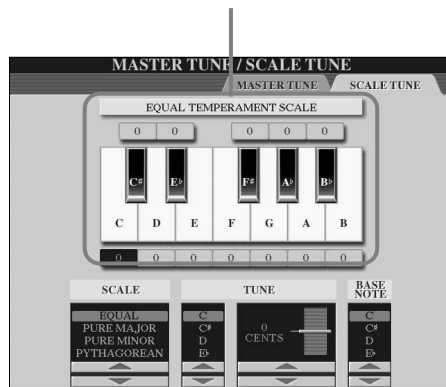 MASTER TUNE / SCALE TUNE
MASTER TUNE SCALE TUNE
EQUAL TEMPERAMENT SCALE
0 0 0 0 0
C# E♭ F# A♭ B♭
C D E F G A B
0 0 0 0 0 0 0
SCALE TUNE BASE NOTE
EQUAL C C
PURE MAJOR C# 0 C#
PURE MINOR D CENTS D
PYTHAGOREAN E♭ E♭